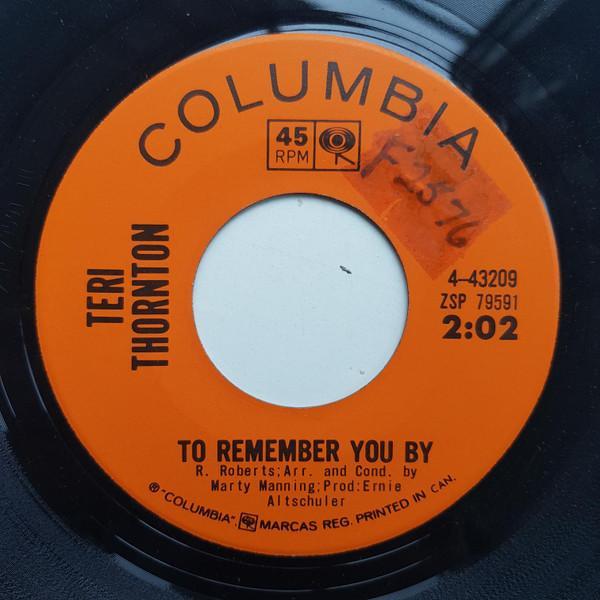 COLUMBIA
45
RPM
F2576
TERI
THORNTON
4-43209
ZSP 79591
2:02
TO REMEMBER YOU BY
R. Roberts;Arr. and Cond. by
Marty Manning;Prod:Ernie
Altschuler
® "COLUMBIA", MARCAS REG. PRINTED IN CAN.